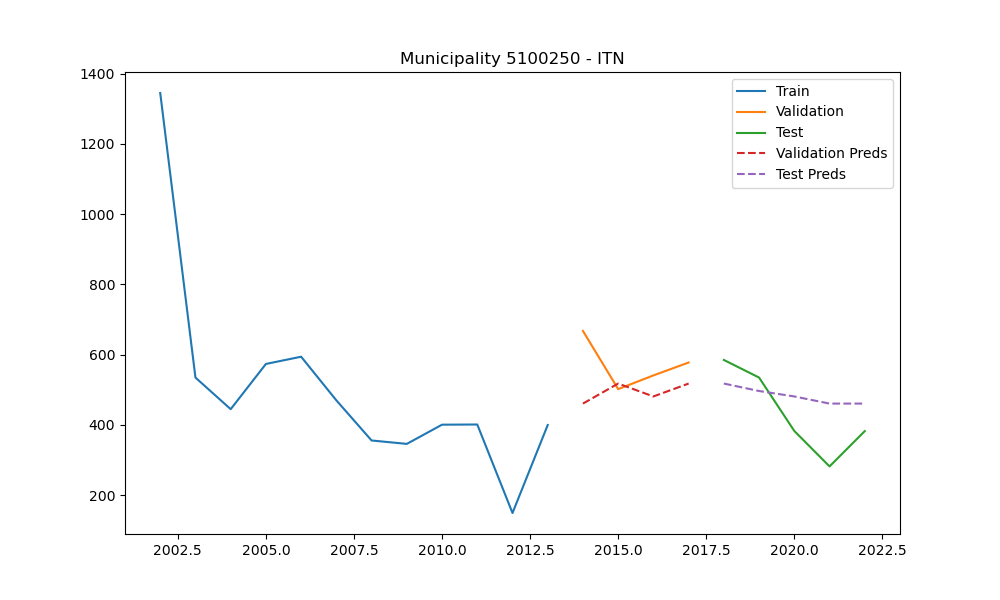 Municipality 5100250 - ITN
1400
1200
1000
800
600
400
200
2002.5 2005.0 2007.5 2010.0 2012.5 2015.0 2017.5 2020.0 2022.5
Train
Validation
Test
Validation Preds
Test Preds